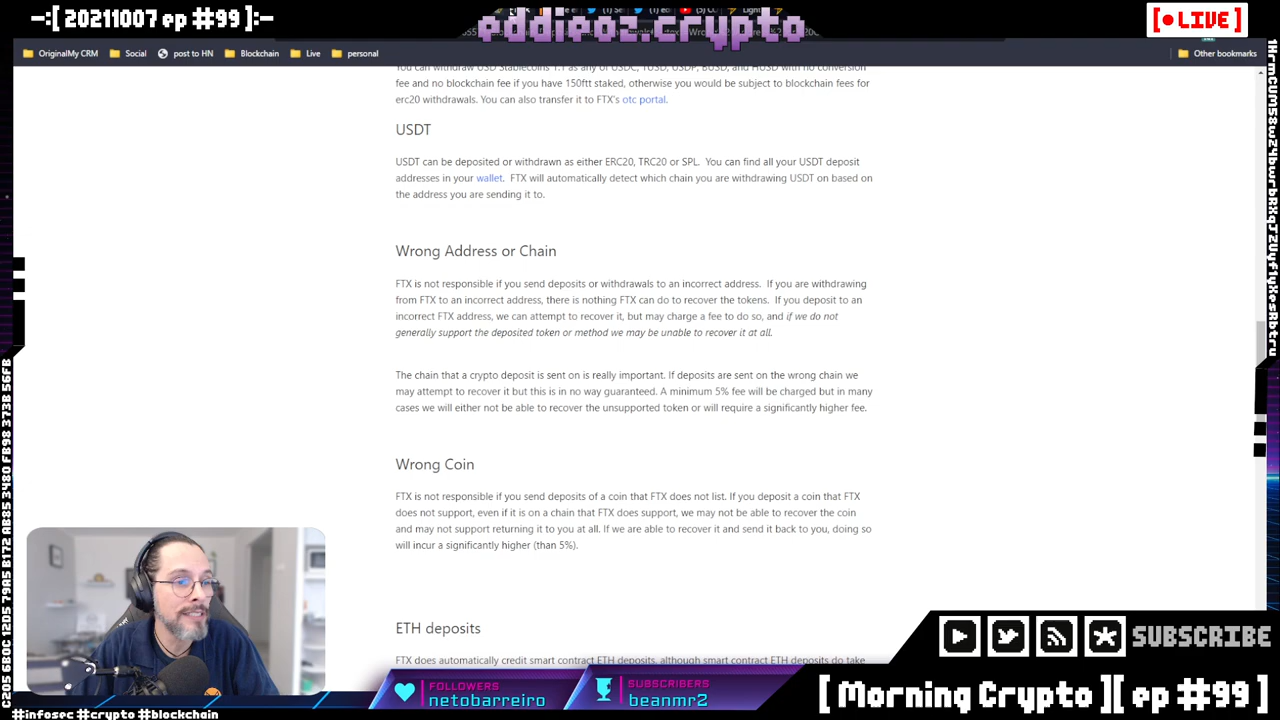 -:[ 20211007 ep #99 ]:-
eddieoz.crypto
[ LIVE ]
OriginalMy CRM
Social
post to HN
Blockchain
Live
personal
Other bookmarks
You can withdraw USD Stablecoins 1:1 as any of USDC, TUSD, USDP, BUSD, and HUSD with no conversion
fee and no blockchain fee if you have 150ftt staked, otherwise you would be subject to blockchain fees for
erc20 withdrawals. You can also transfer it to FTX's otc portal.
USDT
USDT can be deposited or withdrawn as either ERC20, TRC20 or SPL. You can find all your USDT deposit
addresses in your wallet. FTX will automatically detect which chain you are withdrawing USDT on based on
the address you are sending it to.
Wrong Address or Chain
FTX is not responsible if you send deposits or withdrawals to an incorrect address. If you are withdrawing
from FTX to an incorrect address, there is nothing FTX can do to recover the tokens. If you deposit to an
incorrect FTX address, we can attempt to recover it, but may charge a fee to do so, and if we do not
generally support the deposited token or method we may be unable to recover it at all.
The chain that a crypto deposit is sent on is really important. If deposits are sent on the wrong chain we
may attempt to recover it but this is in no way guaranteed. A minimum 5% fee will be charged but in many
cases we will either not be able to recover the unsupported token or will require a significantly higher fee.
Wrong Coin
FTX is not responsible if you send deposits of a coin that FTX does not list. If you deposit a coin that FTX
does not support, even if it is on a chain that FTX does support, we may not be able to recover the coin
and may not support returning it to you at all. If we are able to recover it and send it back to you, doing so
will incur a significantly higher (than 5%).
ETH deposits
FTX does automatically credit smart contract ETH deposits, although smart contract ETH deposits do take
SUBSCRIBE
FOLLOWERS
netobarreiro
SUBSCRIBERS
beanmr2
[ Morning Crypto ][ ep #99 ]
#infosec #crypto #blockchain